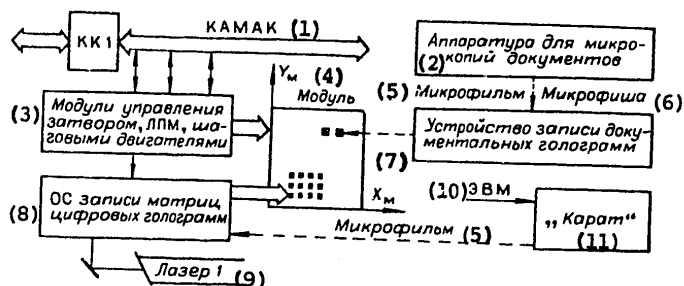 КАМАК (1)
КК1
(3) Модули управления
затвором, ЛПМ, ша-
говыми двигателями
Yм (4)
Модуль
Xм
Аппаратура для микро-
(2) копий документов
(5) Микрофильм
Микрофиша (6)
Устройство записи доку-
ментальных голограмм
(7)
(8) ОС записи матриц
цифровых голограмм
(10) ЭВМ
„Карат"
(11)
Микрофильм (5)
Лазер 1 (9)